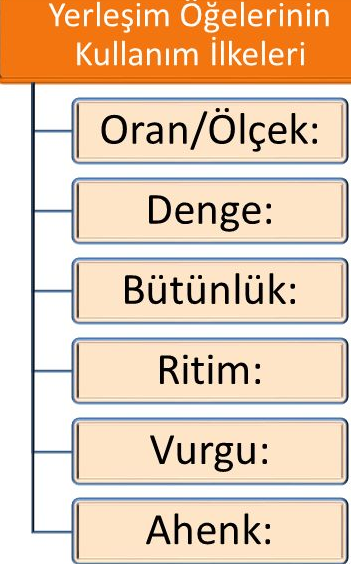 Yerleşim Öğelerinin
Kullanım İlkeleri
Oran/Ölçek:
Denge:
Bütünlük:
Ritim:
Vurgu:
Ahenk: